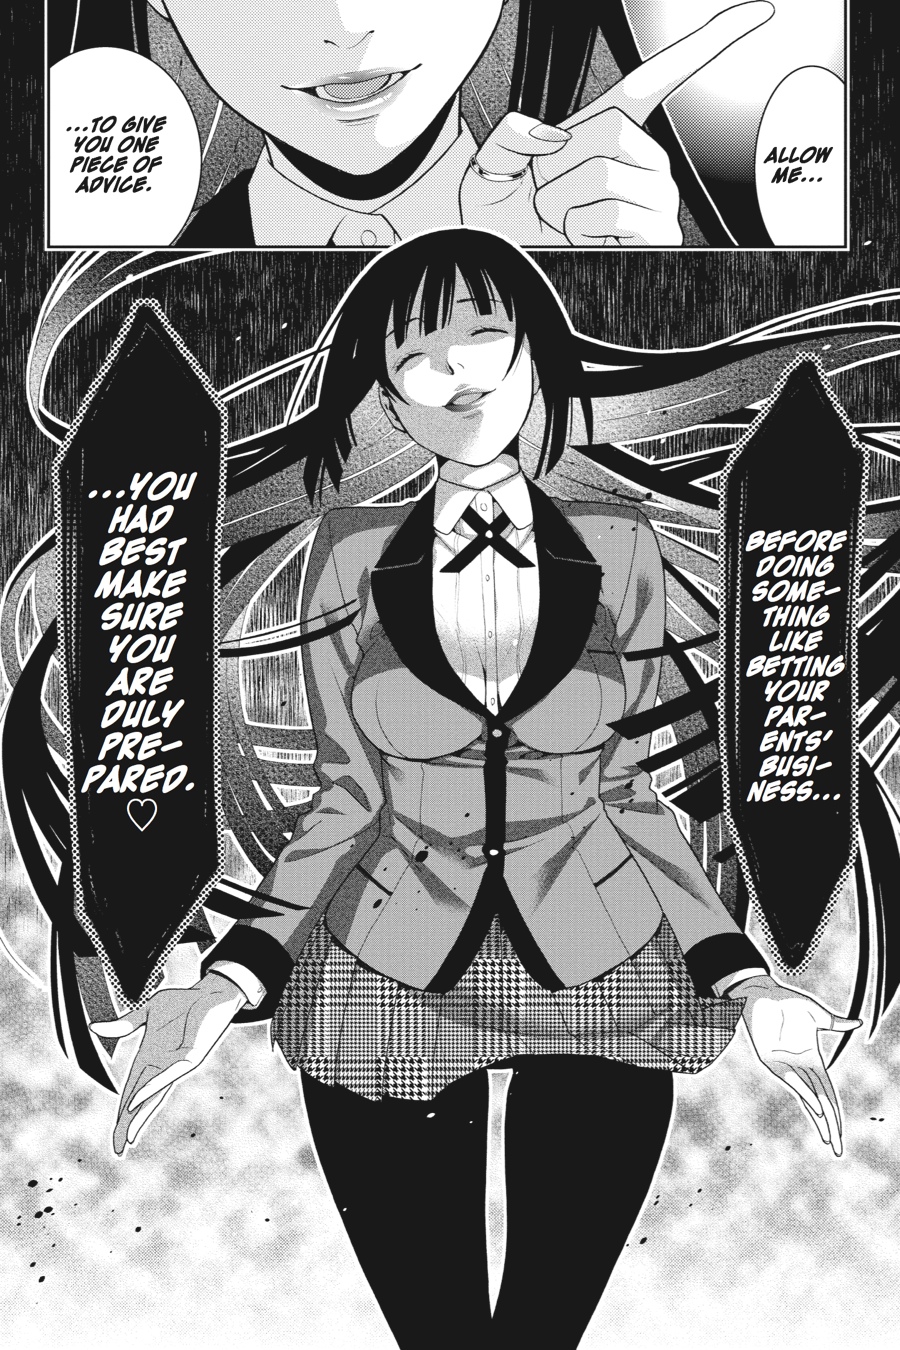 ALLOW
ME...
...TO GIVE
YOU ONE
PIECE OF
ADVICE.
BEFORE
DOING
SOME-
THING
LIKE
BETTING
YOUR
PAR-
ENTS'
BUSI-
NESS...
...YOU
HAD
BEST
MAKE
SURE
YOU
ARE
DULY
PRE-
PARED.
♡